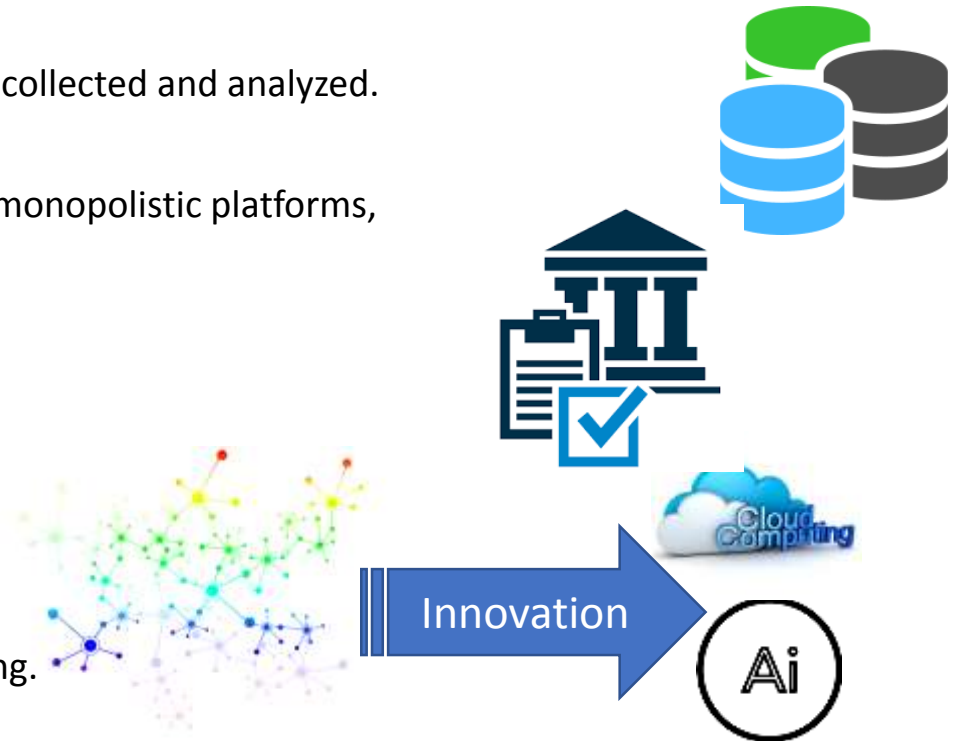 collected and analyzed.
monopolistic platforms,
Cloud
Computing
Innovation
Ai
ng.